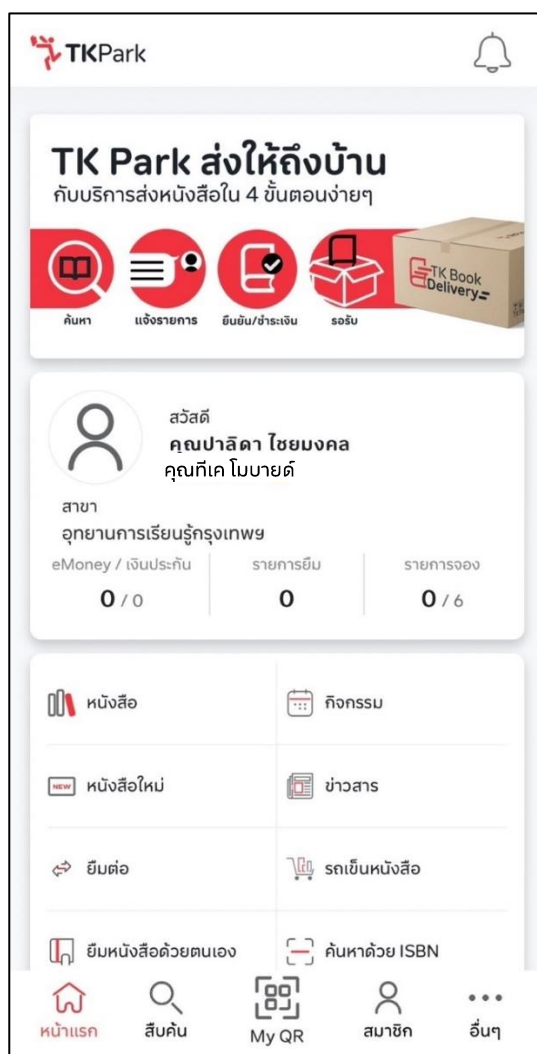 TKPark
TK Park ส่งให้ถึงบ้าน
กับบริการส่งหนังสือใน 4 ขั้นตอนง่ายๆ
TK Book
Delivery
ค้นหา แจ้งรายการ ยืนยัน/ชำระเงิน รอรับ
สวัสดี
คุณปาลิดา ไชยมงคล
คุณทีเค โมบายด์
สาขา
อุทยานการเรียนรู้กรุงเทพฯ
eMoney / เงินประกัน รายการยืม รายการจอง
0 / 0 0 0 / 6
หนังสือ กิจกรรม
NEW หนังสือใหม่ ข่าวสาร
ยืมต่อ รถเข็นหนังสือ
ยืมหนังสือด้วยตนเอง ค้นหาด้วย ISBN
หน้าแรก สืบค้น My QR สมาชิก อื่นๆ